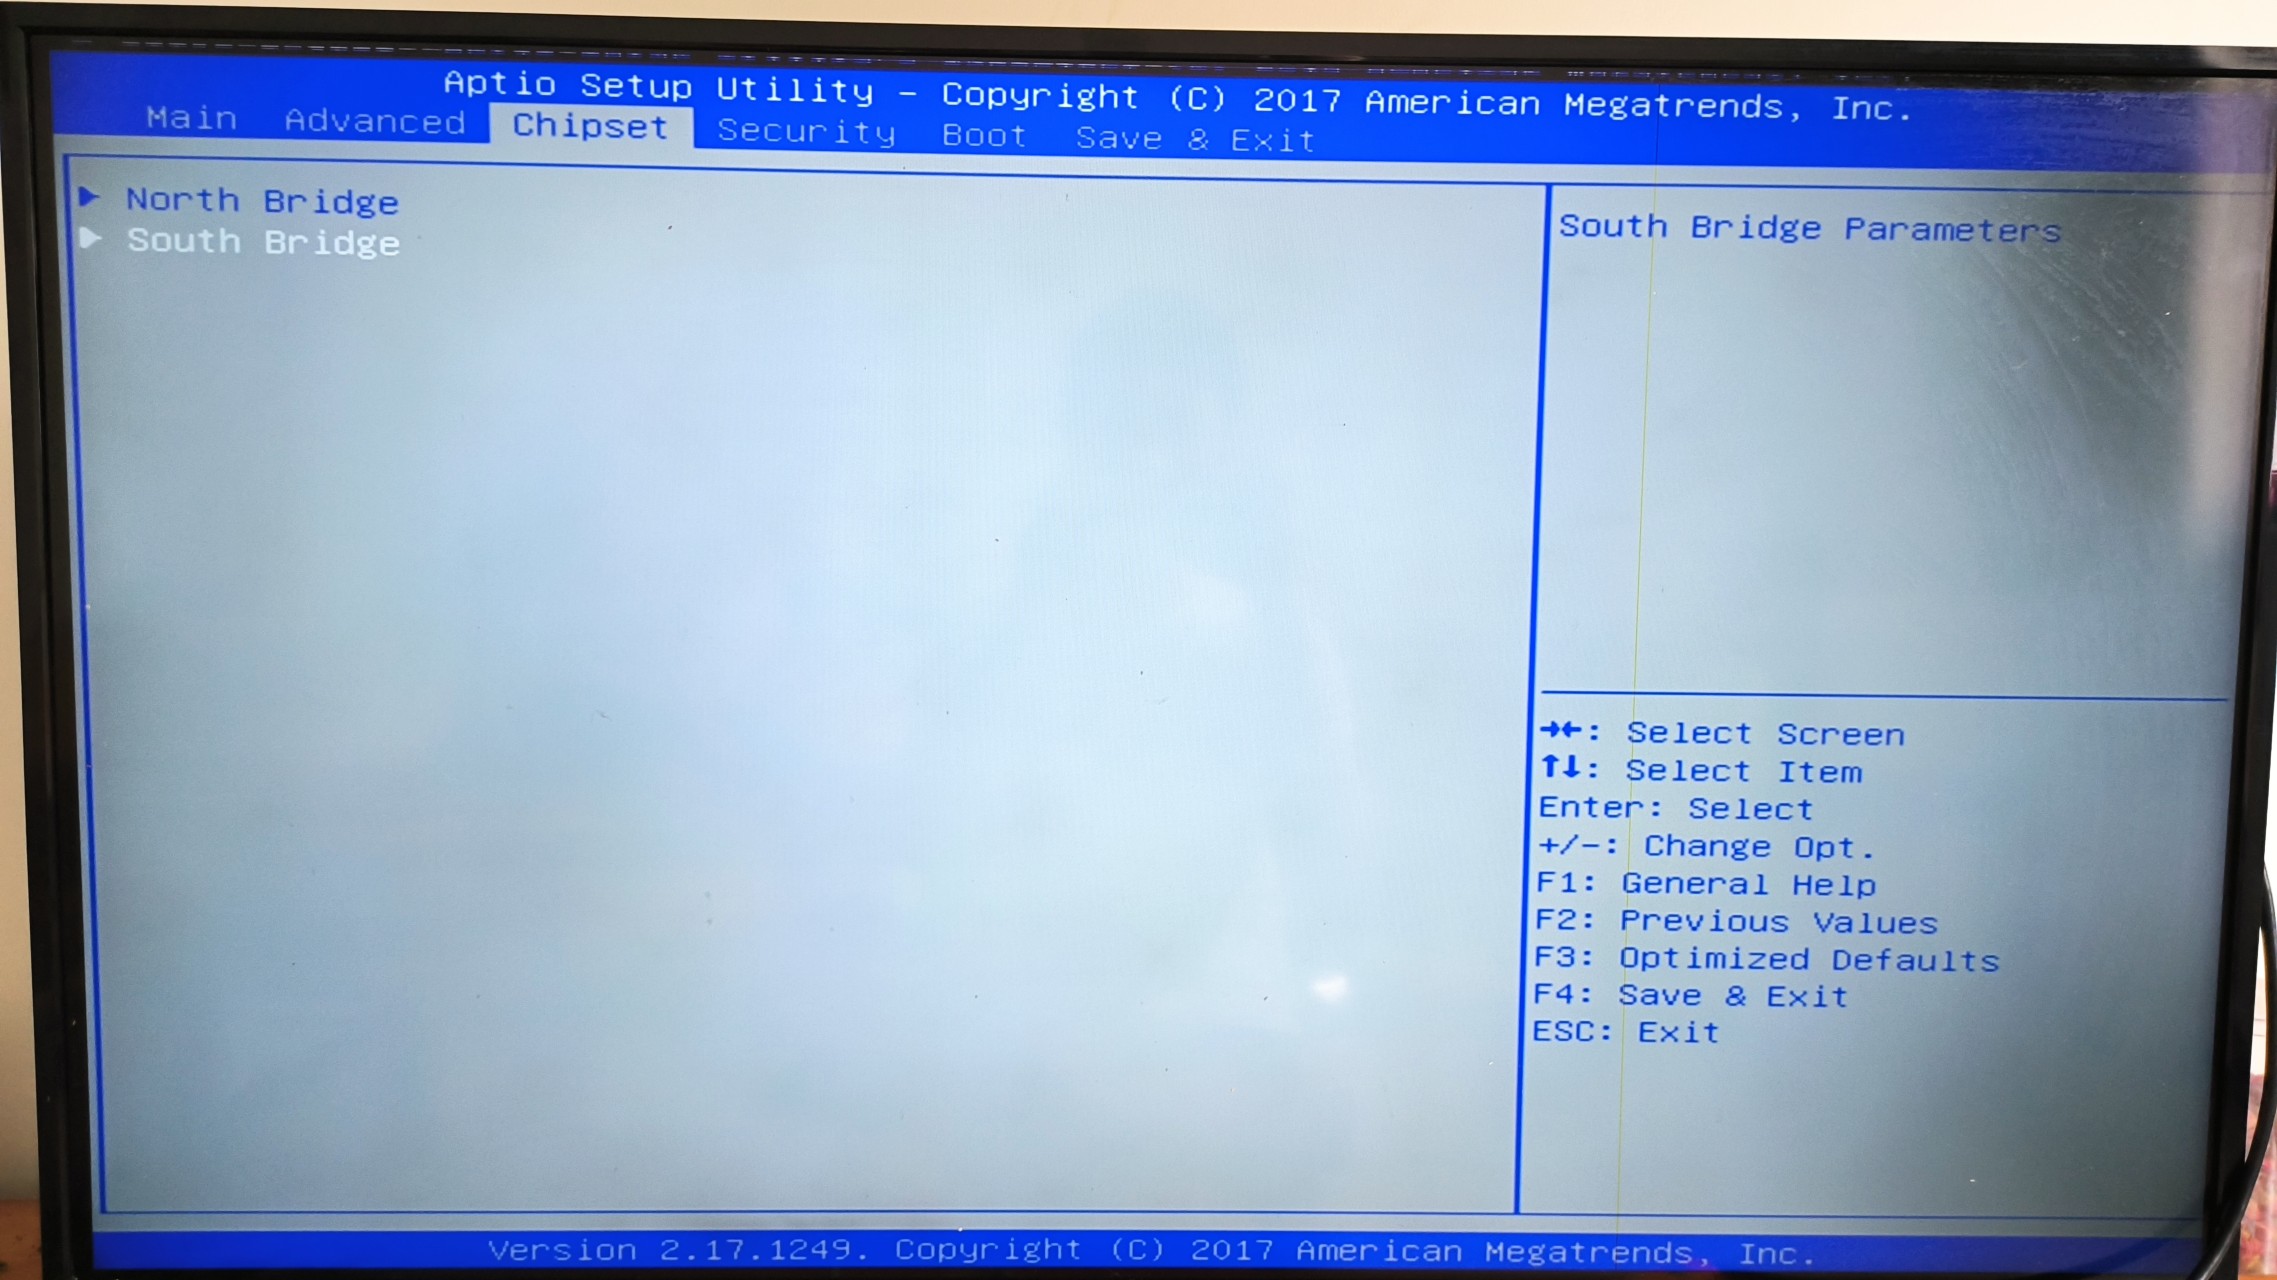 Aptio Setup Utility - Copyright (C) 2017 American Megatrends, Inc.
Main Advanced Chipset Security Boot Save & Exit
► North Bridge
► South Bridge
South Bridge Parameters
→←: Select Screen
↑↓: Select Item
Enter: Select
+/-: Change Opt.
F1: General Help
F2: Previous Values
F3: Optimized Defaults
F4: Save & Exit
ESC: Exit
Version 2.17.1249. Copyright (C) 2017 American Megatrends, Inc.